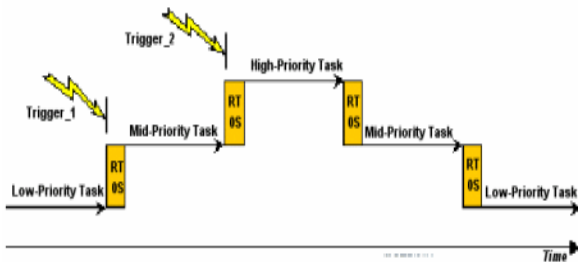 Trigger_2
High-Priority Task
Trigger_1
RT
OS
RT
OS
Mid-Priority Task
Mid-Priority Task
RT
OS
RT
OS
Low-Priority Task
Low-Priority Task
Time